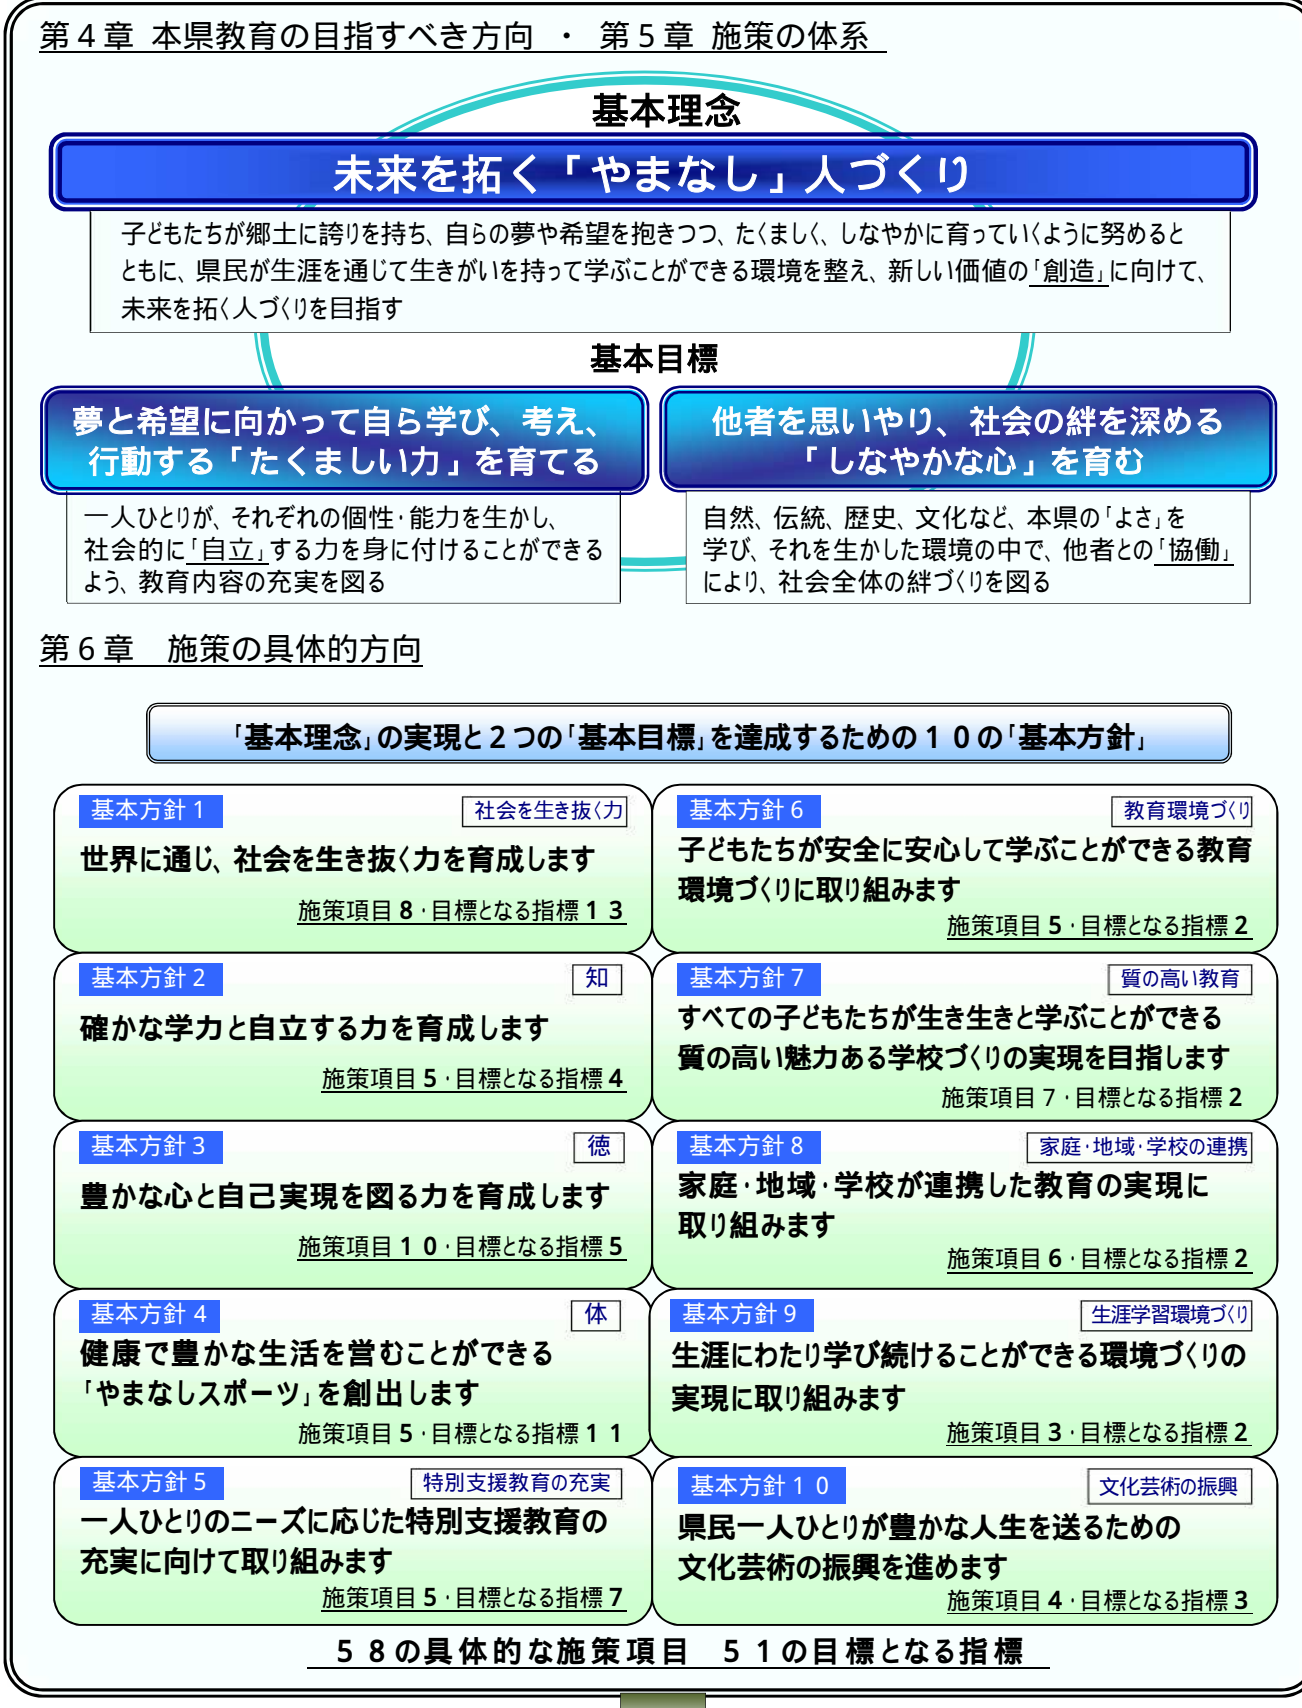 第4章 本県教育の目指すべき方向 ・ 第5章 施策の体系
基本理念
未来を拓く「やまなし」人づくり
子どもたちが郷土に誇りを持ち、自らの夢や希望を抱きつつ、たくましく、しなやかに育っていくように努めると
ともに、県民が生涯を通じて生きがいを持って学ぶことができる環境を整え、新しい価値の「創造」に向けて、
未来を拓く人づくりを目指す
基本目標
夢と希望に向かって自ら学び、考え、
行動する「たくましい力」を育てる
一人ひとりが、それぞれの個性・能力を生かし、
社会的に「自立」する力を身に付けることができる
よう、教育内容の充実を図る
他者を思いやり、社会の絆を深める
「しなやかな心」を育む
自然、伝統、歴史、文化など、本県の「よさ」を
学び、それを生かした環境の中で、他者との「協働」
により、社会全体の絆づくりを図る
第6章 施策の具体的方向
「基本理念」の実現と2つの「基本目標」を達成するための10の「基本方針」
基本方針1 社会を生き抜く力
世界に通じ、社会を生き抜く力を育成します
施策項目8・目標となる指標13
基本方針2 知
確かな学力と自立する力を育成します
施策項目5・目標となる指標4
基本方針3 徳
豊かな心と自己実現を図る力を育成します
施策項目10・目標となる指標5
基本方針4 体
健康で豊かな生活を営むことができる
「やまなしスポーツ」を創出します
施策項目5・目標となる指標11
基本方針5 特別支援教育の充実
一人ひとりのニーズに応じた特別支援教育の
充実に向けて取り組みます
施策項目5・目標となる指標7
基本方針6 教育環境づくり
子どもたちが安全に安心して学ぶことができる教育
環境づくりに取り組みます
施策項目5・目標となる指標2
基本方針7 質の高い教育
すべての子どもたちが生き生きと学ぶことができる
質の高い魅力ある学校づくりの実現を目指します
施策項目7・目標となる指標2
基本方針8 家庭・地域・学校の連携
家庭・地域・学校が連携した教育の実現に
取り組みます
施策項目6・目標となる指標2
基本方針9 生涯学習環境づくり
生涯にわたり学び続けることができる環境づくりの
実現に取り組みます
施策項目3・目標となる指標2
基本方針10 文化芸術の振興
県民一人ひとりが豊かな人生を送るための
文化芸術の振興を進めます
施策項目4・目標となる指標3
58の具体的な施策項目 51の目標となる指標